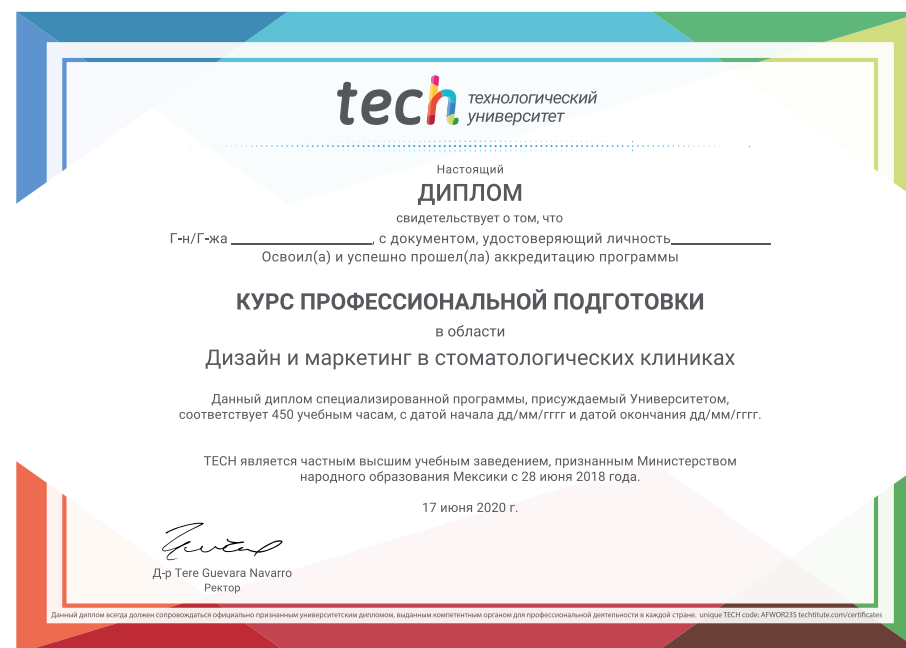 tech технологический
университет
Настоящий
ДИПЛОМ
свидетельствует о том, что
Г-н/Г-жа ____________________, с документом, удостоверяющий личность______________
Освоил(а) и успешно прошел(ла) аккредитацию программы
КУРС ПРОФЕССИОНАЛЬНОЙ ПОДГОТОВКИ
в области
Дизайн и маркетинг в стоматологических клиниках
Данный диплом специализированной программы, присуждаемый Университетом,
соответствует 450 учебным часам, с датой начала дд/мм/гггг и датой окончания дд/мм/гггг.
TECH является частным высшим учебным заведением, признанным Министерством
народного образования Мексики с 28 июня 2018 года.
17 июня 2020 г.
Д-р Tere Guevara Navarro
Ректор
Данный диплом всегда должен сопровождаться официально признанным университетским дипломом, выданным компетентным органом для профессиональной деятельности в каждой стране. unique TECH code: AFWOR235 techtitute.com/certificates